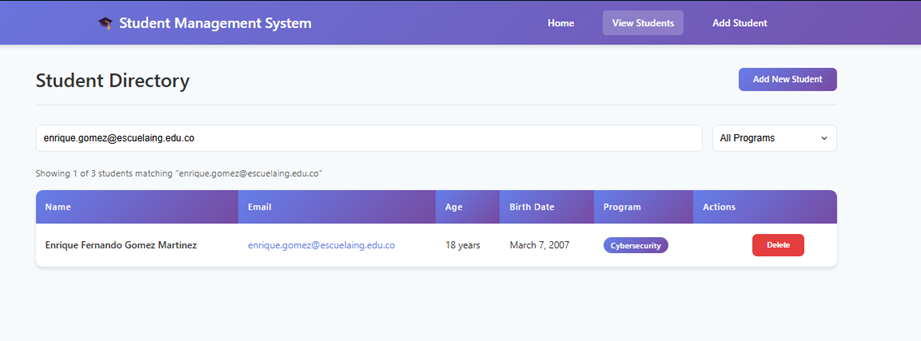 🎓 Student Management System Home View Students Add Student
Student Directory Add New Student
enrique.gomez@escuelaing.edu.co All Programs
Showing 1 of 3 students matching "enrique.gomez@escuelaing.edu.co"
Name Email Age Birth Date Program Actions
Enrique Fernando Gomez Martinez enrique.gomez@escuelaing.edu.co 18 years March 7, 2007 Cybersecurity Delete